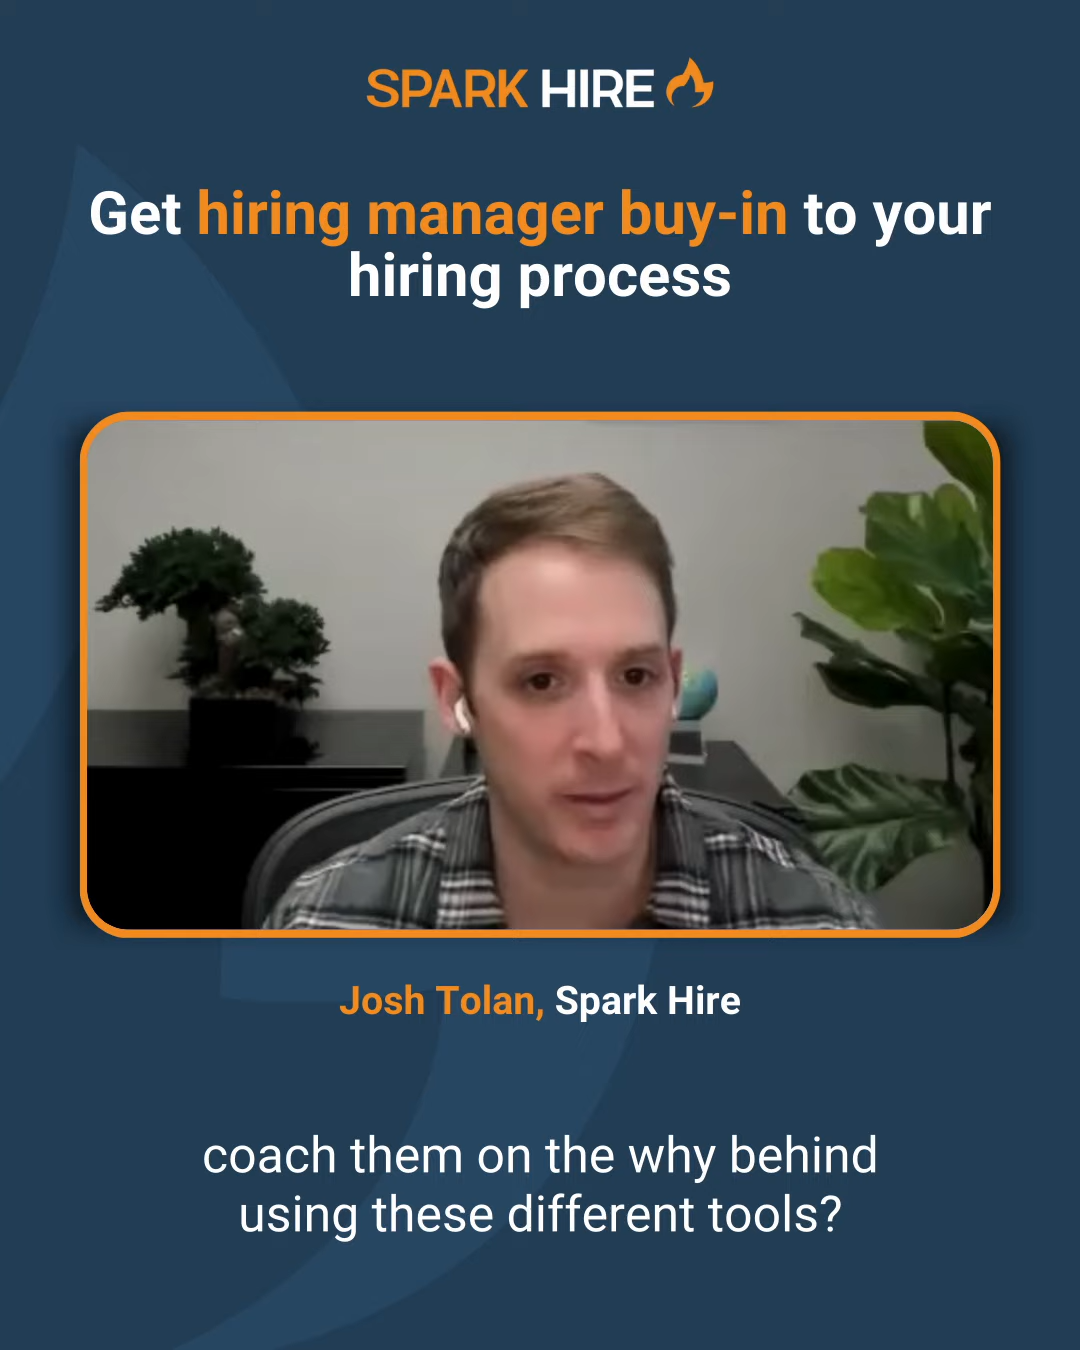 SPARK HIRE
Get hiring manager buy-in to your
hiring process
Josh Tolan, Spark Hire
coach them on the why behind
using these different tools?